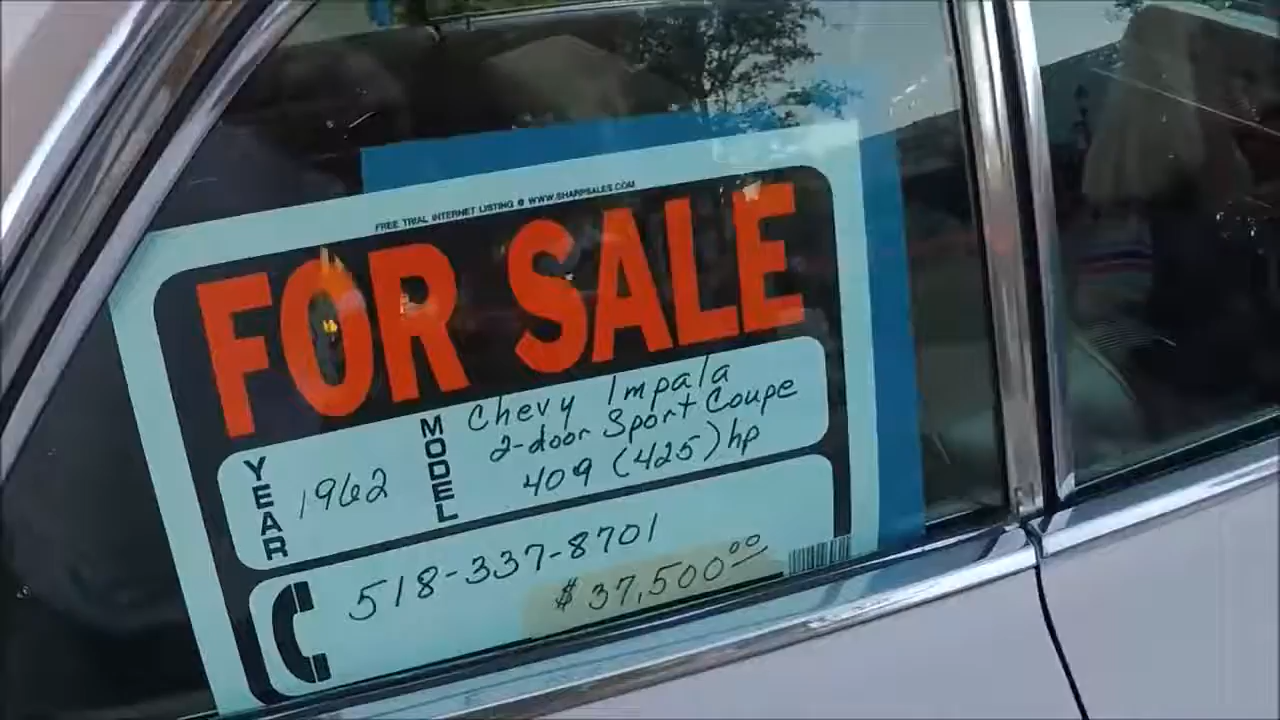 FREE TRIAL INTERNET LISTING @ WWW.SHARPSALES.COM
FOR SALE
YEAR 1962
MODEL Chevy Impala
2-door Sport Coupe
409 (425) hp
518-337-8701
$37,500.00